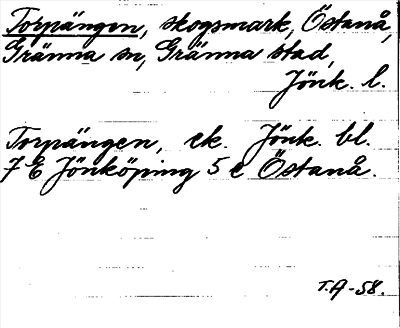 Torpängen, skogsmark, Östanå,
Gränna sn, Gränna stad,
Jönk. l.
Torpängen, ek. Jönk. bl.
7 E Jönköping 5 e Östanå.
T.A -58.